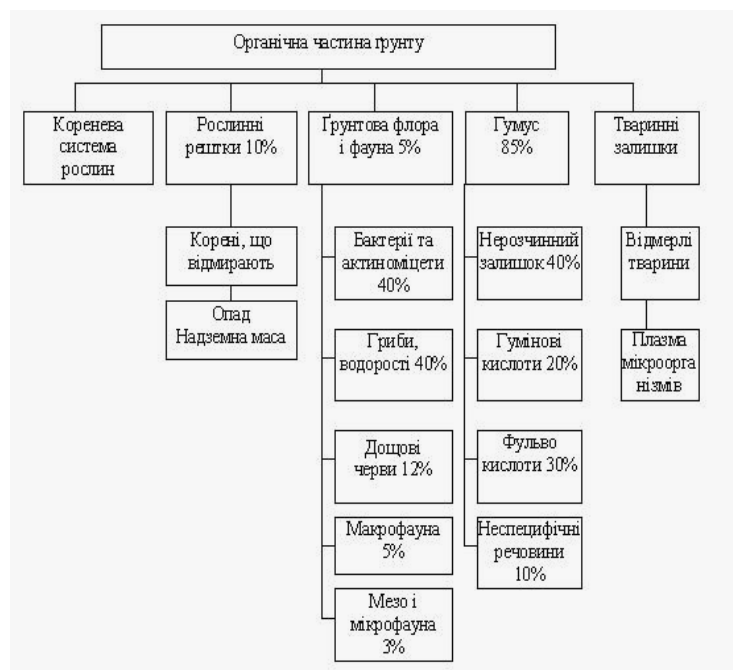 Органічна частина ґрунту
Коренева
система
рослин
Рослинні
рештки 10%
Ґрунтова флора
і фауна 5%
Гумус
85%
Тваринні
залишки
Корені, що
відмирають
Опад
Надземна маса
Бактерії та
актиноміцети
40%
Гриби,
водорості 40%
Дощові
черви 12%
Макрофауна
5%
Мезо і
мікрофауна
3%
Нерозчинний
залишок 40%
Гумінові
кислоти 20%
Фульво
кислоти 30%
Неспецифічні
речовини
10%
Відмерлі
тварини
Плазма
мікроорга
нізмів